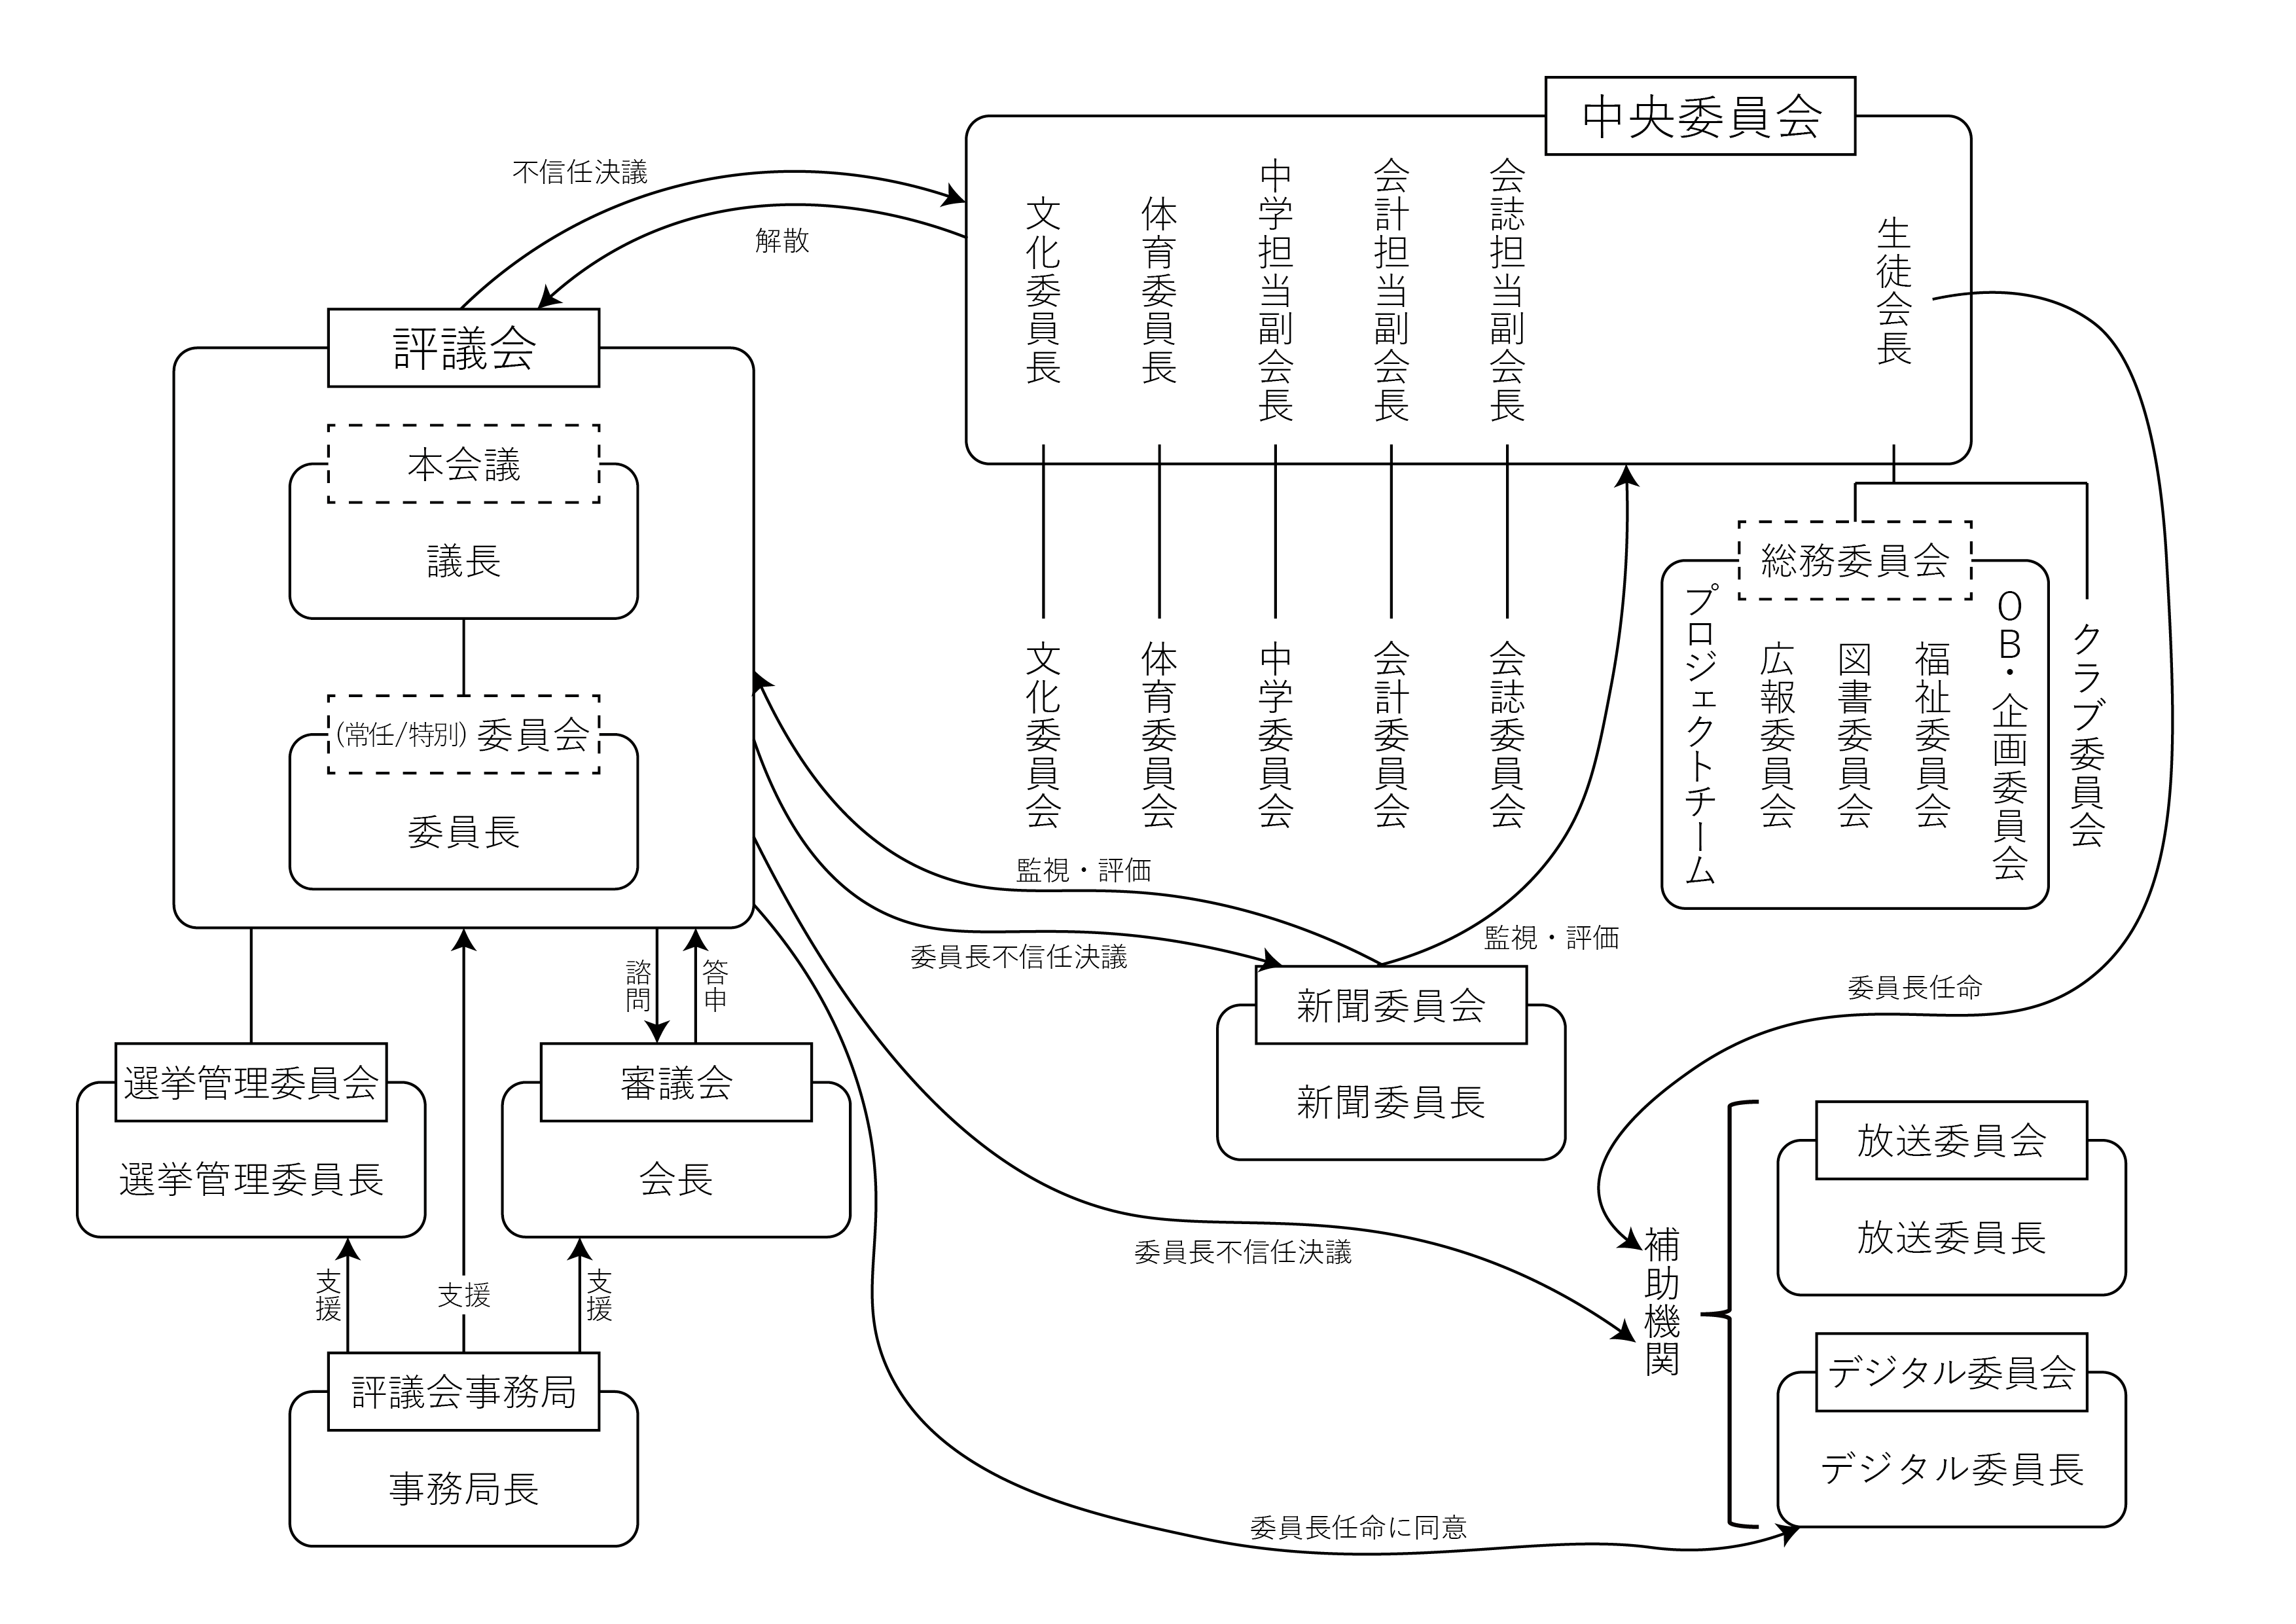 中央委員会
不信任決議
解散
文化委員長
体育委員長
中学担当副会長
会計担当副会長
会誌担当副会長
生徒会長
評議会
本会議
議長
(常任/特別) 委員会
委員長
文化委員会
体育委員会
中学委員会
会計委員会
会誌委員会
総務委員会
プロジェクトチーム
広報委員会
図書委員会
福祉委員会
OB・企画委員会
クラブ委員会
監視・評価
委員長不信任決議
監視・評価
新聞委員会
新聞委員長
委員長任命
諮問
答申
選挙管理委員会
選挙管理委員長
審議会
会長
支援
支援
支援
評議会事務局
事務局長
委員長不信任決議
補助機関
放送委員会
放送委員長
デジタル委員会
デジタル委員長
委員長任命に同意